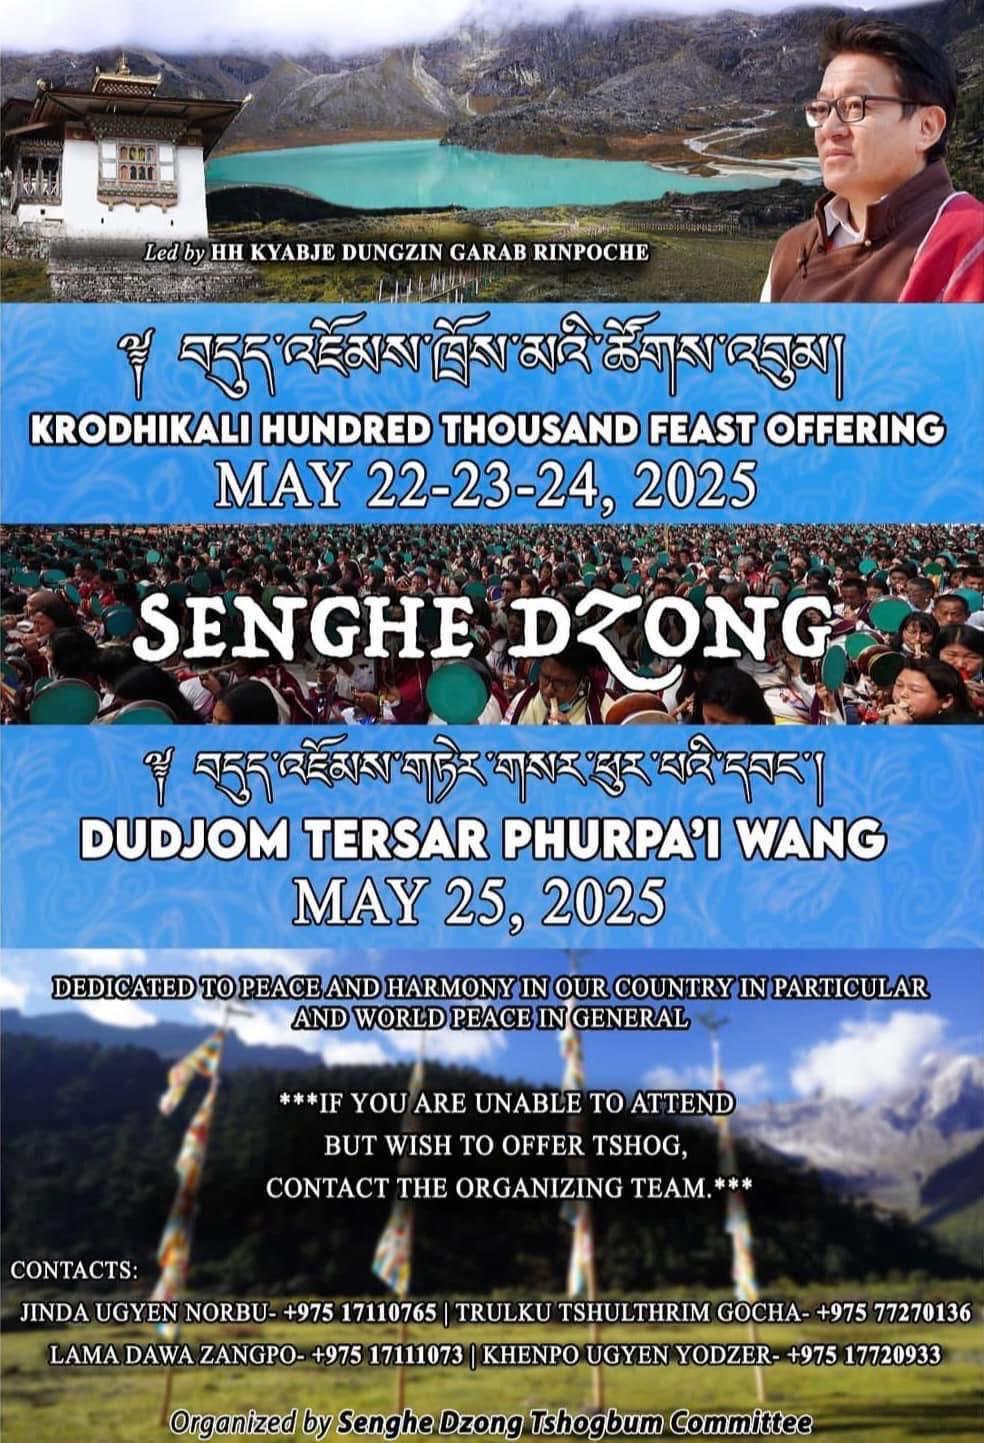 Led by HH KYABJE DUNGZIN GARAB RINPOCHE
༄༅ བདུད་འཇོམས་ཁྲོས་མའི་ཚོགས་འབུམ།
KRODHIKALI HUNDRED THOUSAND FEAST OFFERING
MAY 22-23-24, 2025
SENGHE DZONG
༄༅ བདུད་འཇོམས་གཏེར་གསར་ཕུར་པའི་དབང་།
DUDJOM TERSAR PHURPA'I WANG
MAY 25, 2025
DEDICATED TO PEACE AND HARMONY IN OUR COUNTRY IN PARTICULAR
AND WORLD PEACE IN GENERAL
***IF YOU ARE UNABLE TO ATTEND
BUT WISH TO OFFER TSHOG,
CONTACT THE ORGANIZING TEAM.***
CONTACTS:
JINDA UGYEN NORBU- +975 17110765 | TRULKU TSHULTHRIM GOCHA- +975 77270136
LAMA DAWA ZANGPO- +975 17111073 | KHENPO UGYEN YODZER- +975 17720933
Organized by Senghe Dzong Tshogbum Committee